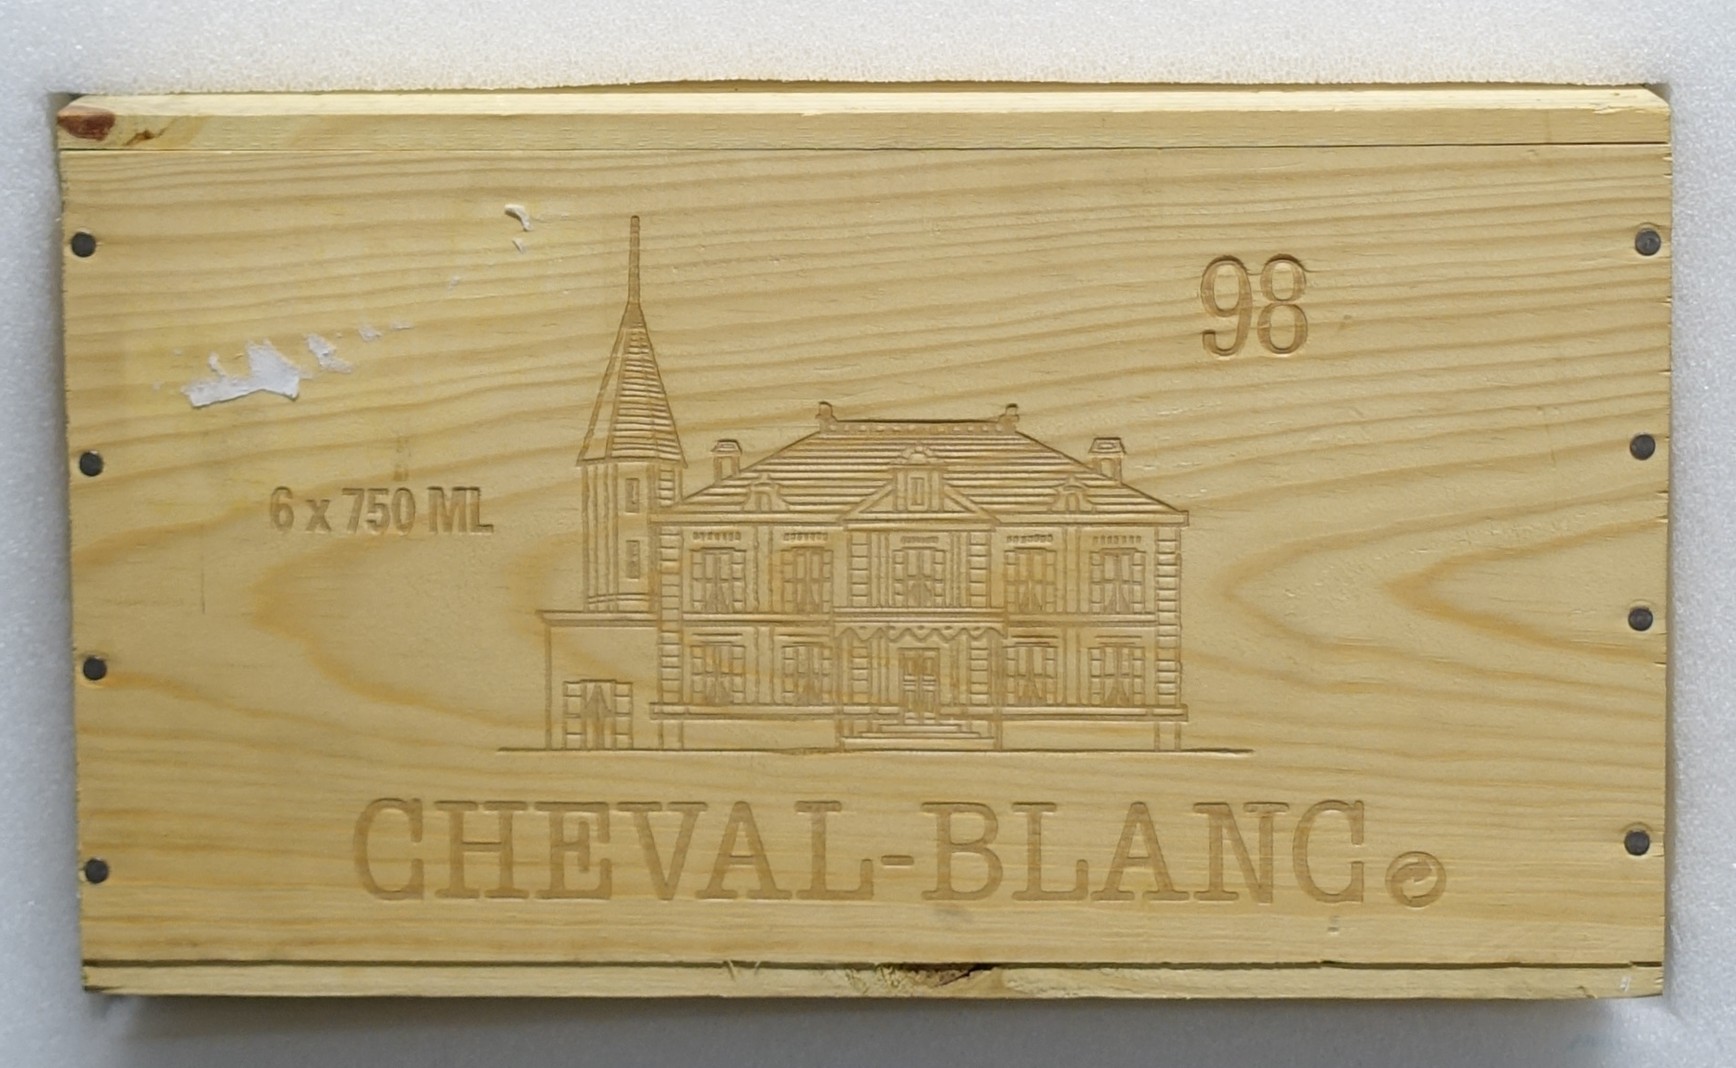 98
6 x 750 ML
CHEVAL-BLANC